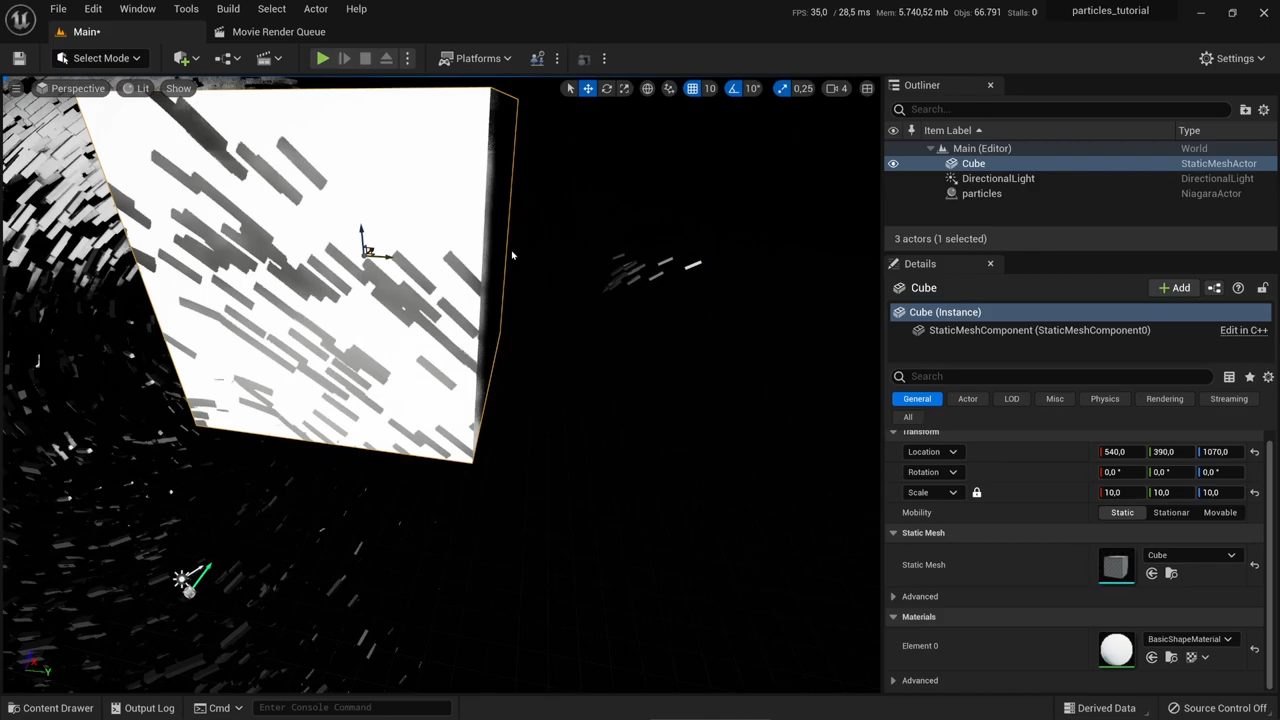 File Edit Window Tools Build Select Actor Help
FPS: 35,0 / 28,5 ms Mem: 5.740,52 mb Objs: 66.791 Stalls: 0
particles_tutorial
Main•
Movie Render Queue
Select Mode
Platforms
Settings
Perspective
Lit
Show
10
10°
0,25
4
Outliner
Search...
Item Label
Type
Main (Editor)
World
Cube
StaticMeshActor
DirectionalLight
DirectionalLight
particles
NiagaraActor
3 actors (1 selected)
Details
Cube
Add
Cube (Instance)
StaticMeshComponent (StaticMeshComponent0)
Edit in C++
Search
General Actor LOD Misc Physics Rendering Streaming
All
Transform
Location 540,0 390,0 1070,0
Rotation 0,0 ° 0,0 ° 0,0 °
Scale 10,0 10,0 10,0
Mobility Static Stationar Movable
Static Mesh
Static Mesh
Cube
Advanced
Materials
Element 0
BasicShapeMaterial
Advanced
Y
Content Drawer
Output Log
Cmd
Enter Console Command
Derived Data
Source Control Off